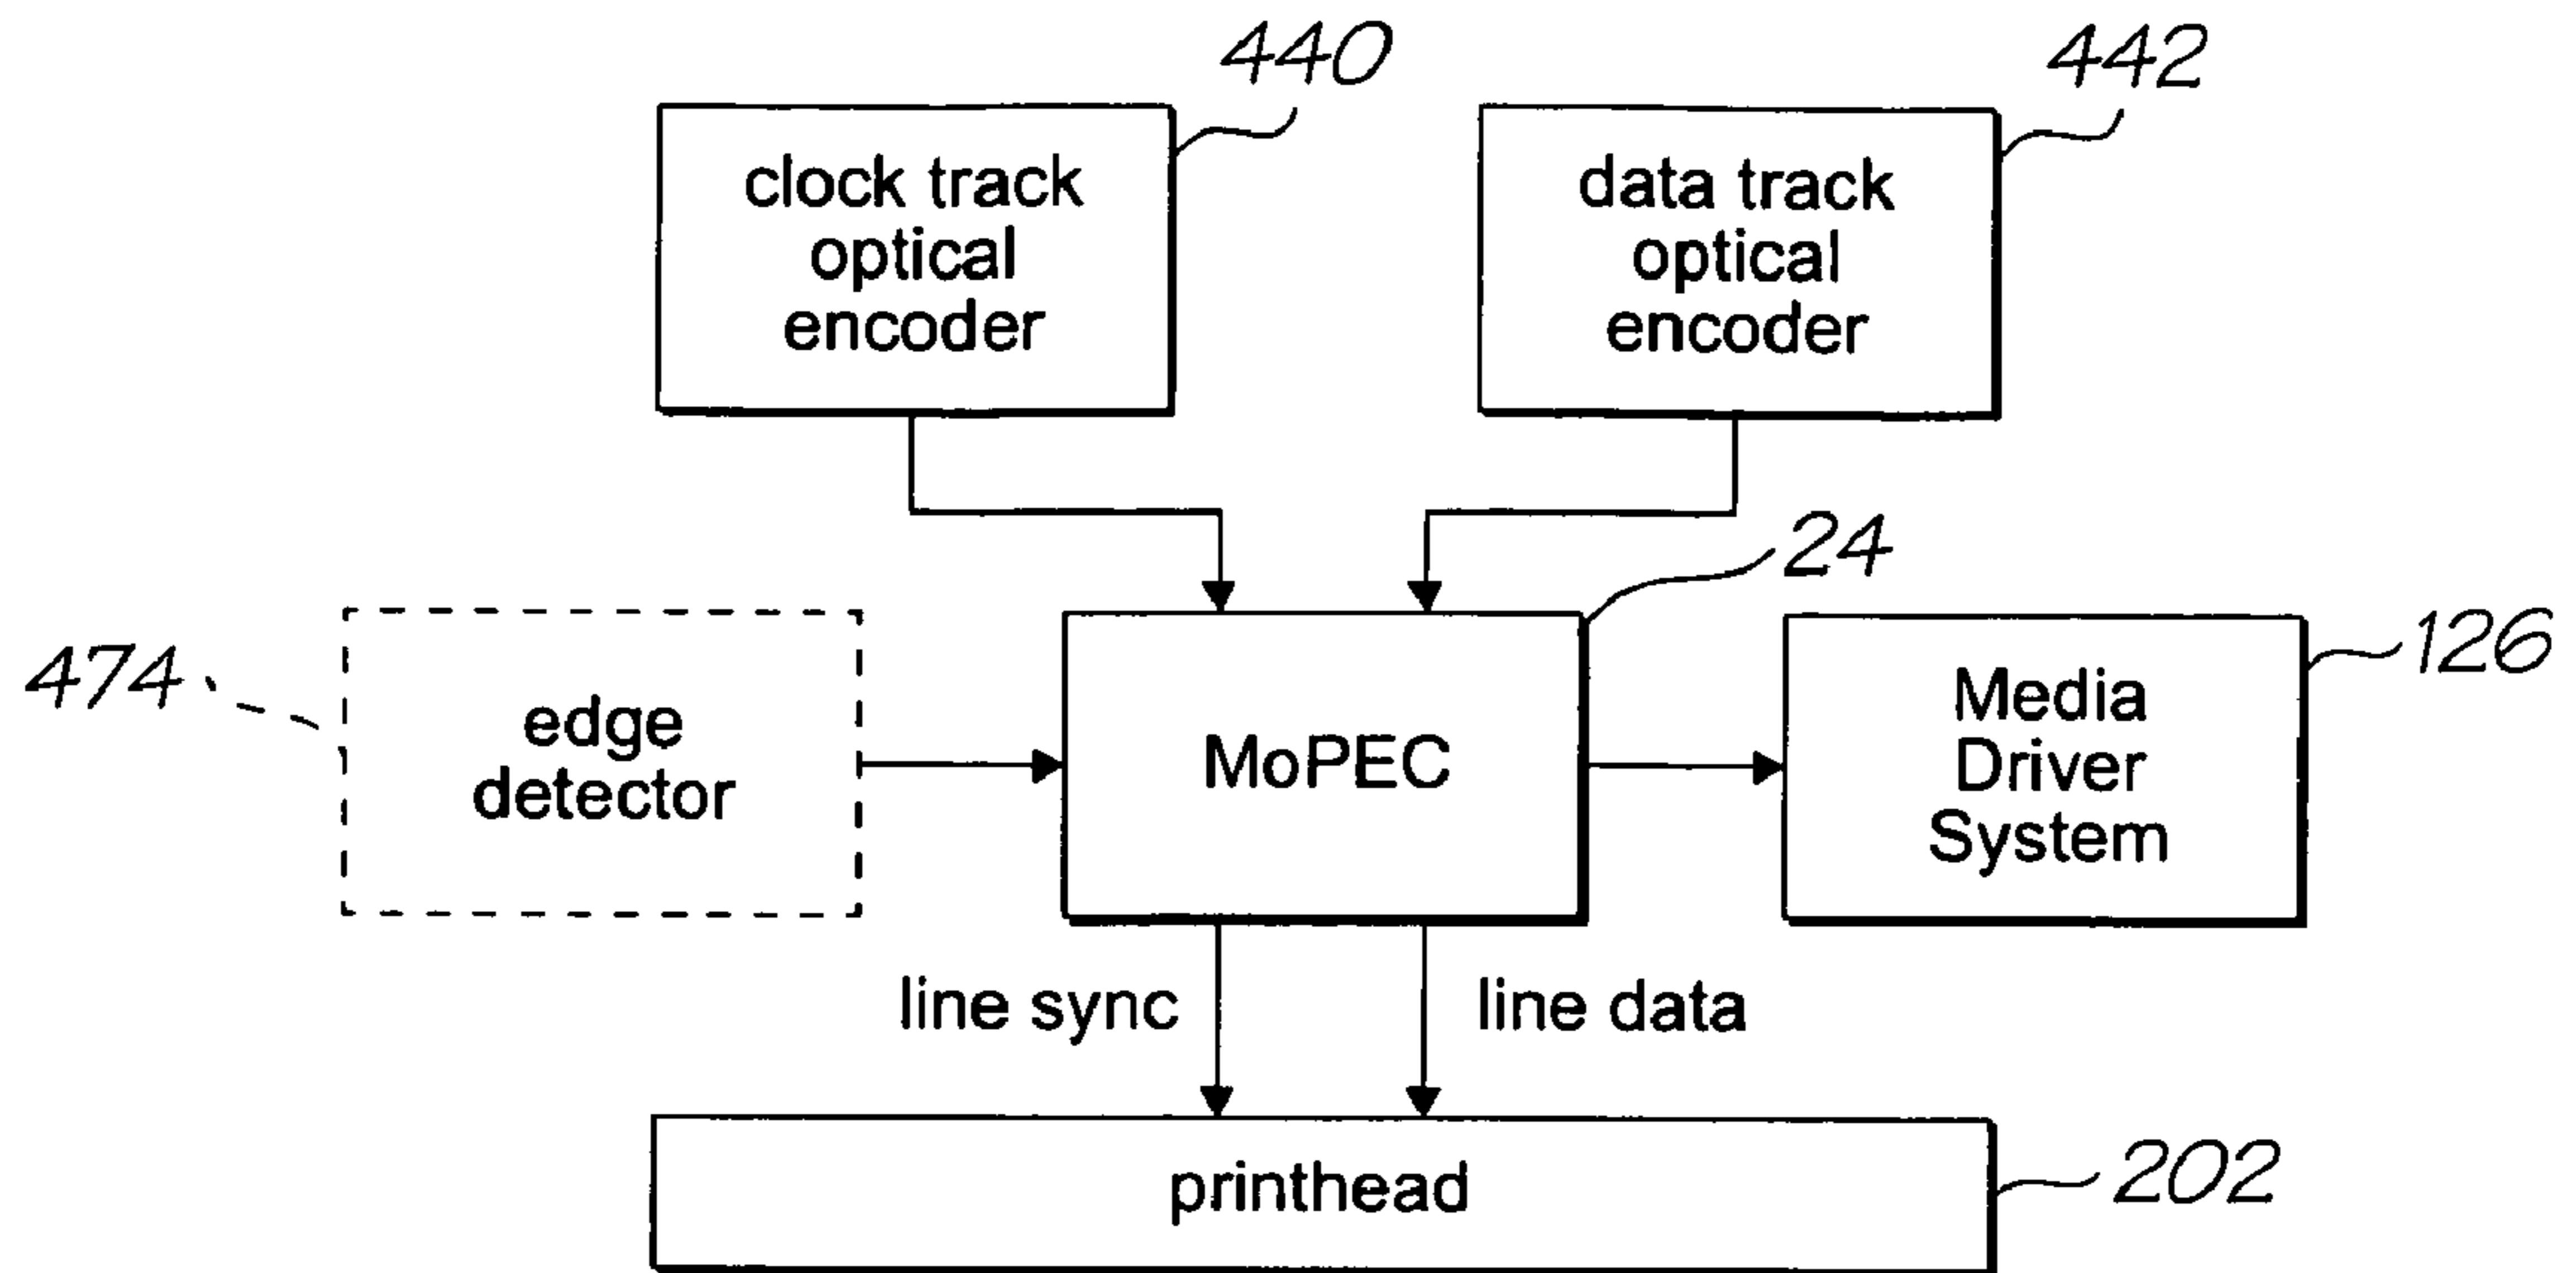 440
442
clock track
optical
encoder
data track
optical
encoder
24
474
edge
detector
MoPEC
Media
Driver
System
126
line sync
line data
printhead
202